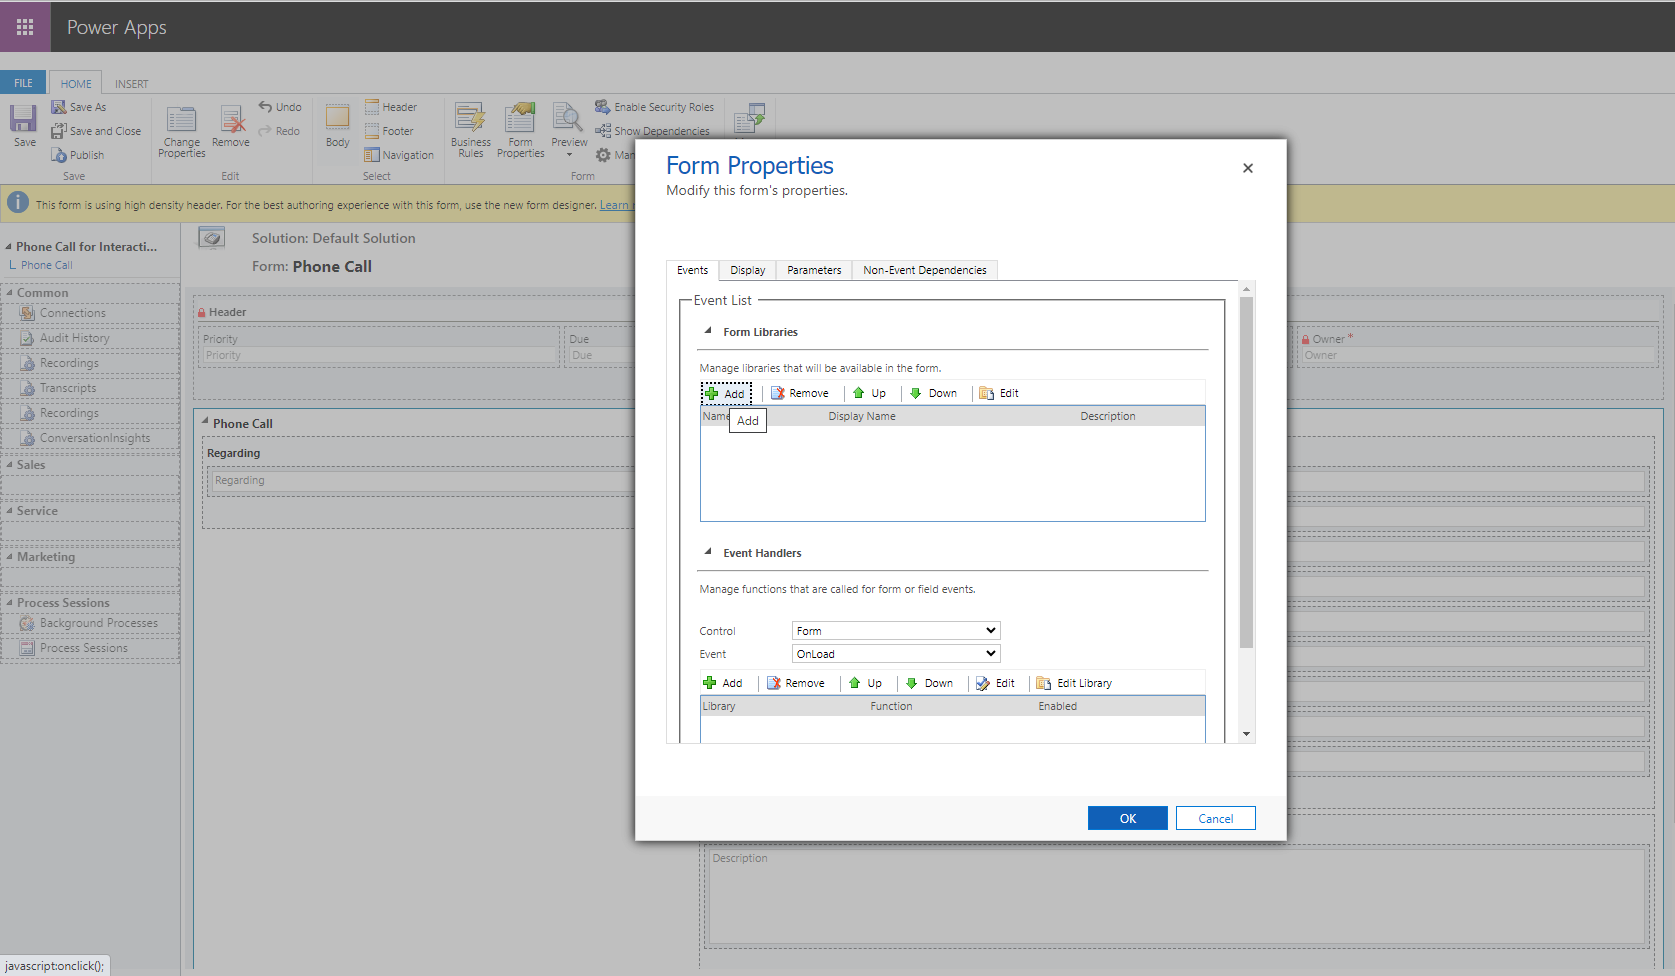 Power Apps
FILE
HOME
INSERT
Save
Save As
Save and Close
Publish
Save
Change Properties
Remove
Undo
Redo
Edit
Body
Header
Footer
Navigation
Select
Business Rules
Form Properties
Preview
Enable Security Roles
Show Dependencies
Form
This form is using high density header. For the best authoring experience with this form, use the new form designer. Learn
Phone Call for Interacti...
Phone Call
Common
Connections
Audit History
Recordings
Transcripts
Recordings
ConversationInsights
Sales
Service
Marketing
Process Sessions
Background Processes
Process Sessions
Solution: Default Solution
Form: Phone Call
Header
Priority
Priority
Due
Due
Owner *
Owner
Phone Call
Regarding
Regarding
Description
Form Properties
Modify this form's properties.
Events
Display
Parameters
Non-Event Dependencies
Event List
Form Libraries
Manage libraries that will be available in the form.
Add
Remove
Up
Down
Edit
Name
Display Name
Description
Add
Event Handlers
Manage functions that are called for form or field events.
Control
Form
Event
OnLoad
Add
Remove
Up
Down
Edit
Edit Library
Library
Function
Enabled
OK
Cancel
javascript:onclick();